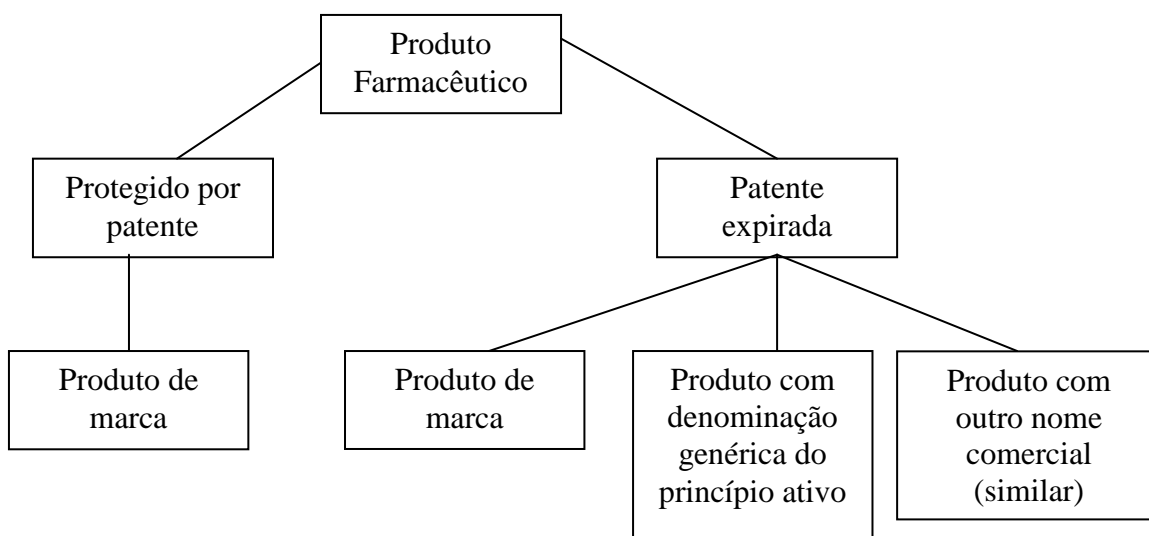 Produto
Farmacêutico
Protegido por
patente
Patente
expirada
Produto de
marca
Produto de
marca
Produto com
denominação
genérica do
princípio ativo
Produto com
outro nome
comercial
(similar)